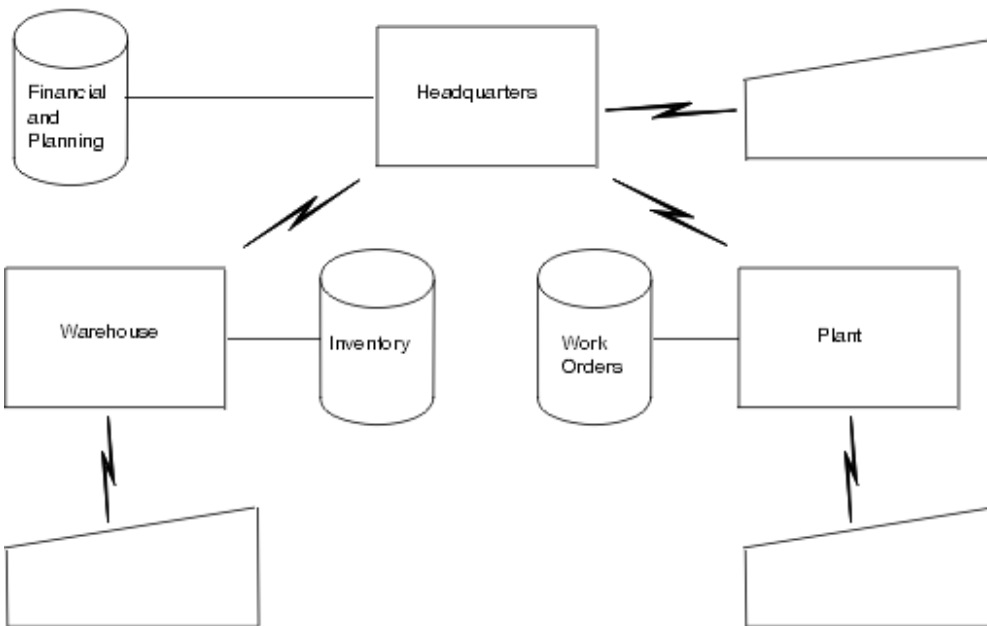 Financial
and
Planning
Headquarters
Warehouse
Inventory
Work
Orders
Plant